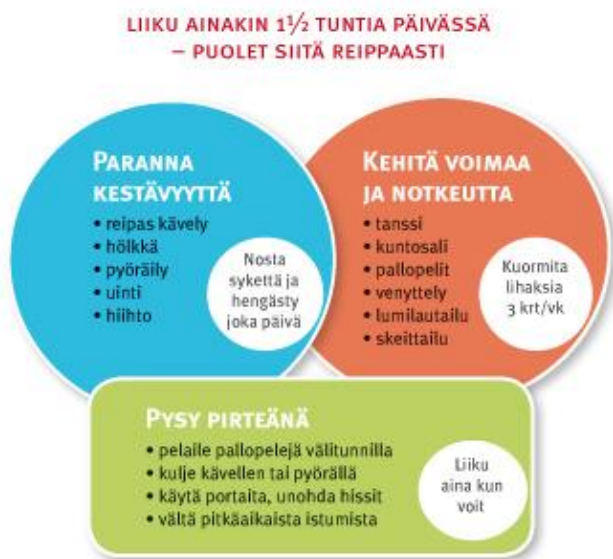 LIIKU AINAKIN 1½ TUNTIA PÄIVÄSSÄ
– PUOLET SIITÄ REIPPAASTI
PARANNA
KESTÄVYYTTÄ
• reipas kävely
• hölkkä
• pyöräily
• uinti
• hiihto
Nosta
sykettä ja
hengästy
joka päivä
KEHITÄ VOIMAA
JA NOTKEUTTA
• tanssi
• kuntosali
• pallopelit
• venyttely
• lumilautailu
• skeittailu
Kuormita
lihaksia
3 krt/vk
PYSY PIRTEÄNÄ
• pelaile pallopelejä välitunnilla
• kulje kävellen tai pyörällä
• käytä portaita, unohda hissit
• vältä pitkäaikaista istumista
Liiku
aina kun
voit